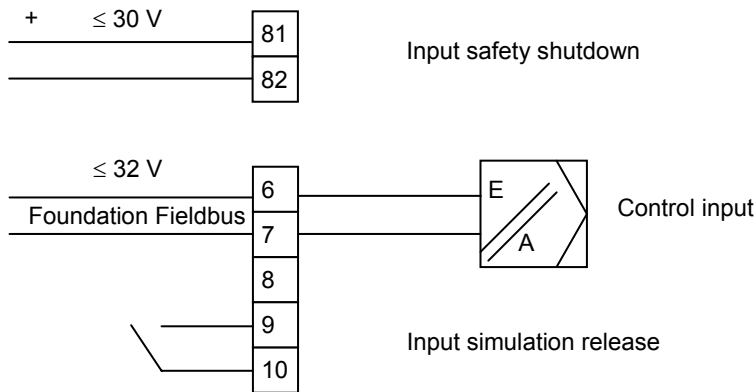 + ≤ 30 V
81
Input safety shutdown
82
≤ 32 V
6
E
Foundation Fieldbus
Control input
7
A
8
9
Input simulation release
10